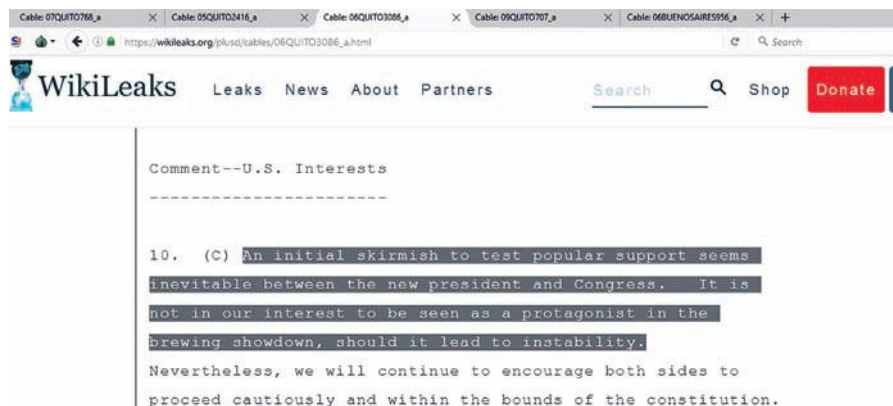 Cable: 07QUITO768_a × Cable: 05QUITO2416_a × Cable: 06QUITO3086_a × Cable: 09QUITO707_a × Cable: 06BUENOSAIRES956_a × +
https://wikileaks.org/plusd/cables/06QUITO3086_a.html Search
WikiLeaks Leaks News About Partners Search Shop Donate
Comment--U.S. Interests
-----------------------
10. (C) An initial skirmish to test popular support seems
inevitable between the new president and Congress. It is
not in our interest to be seen as a protagonist in the
brewing showdown, should it lead to instability.
Nevertheless, we will continue to encourage both sides to
proceed cautiously and within the bounds of the constitution.